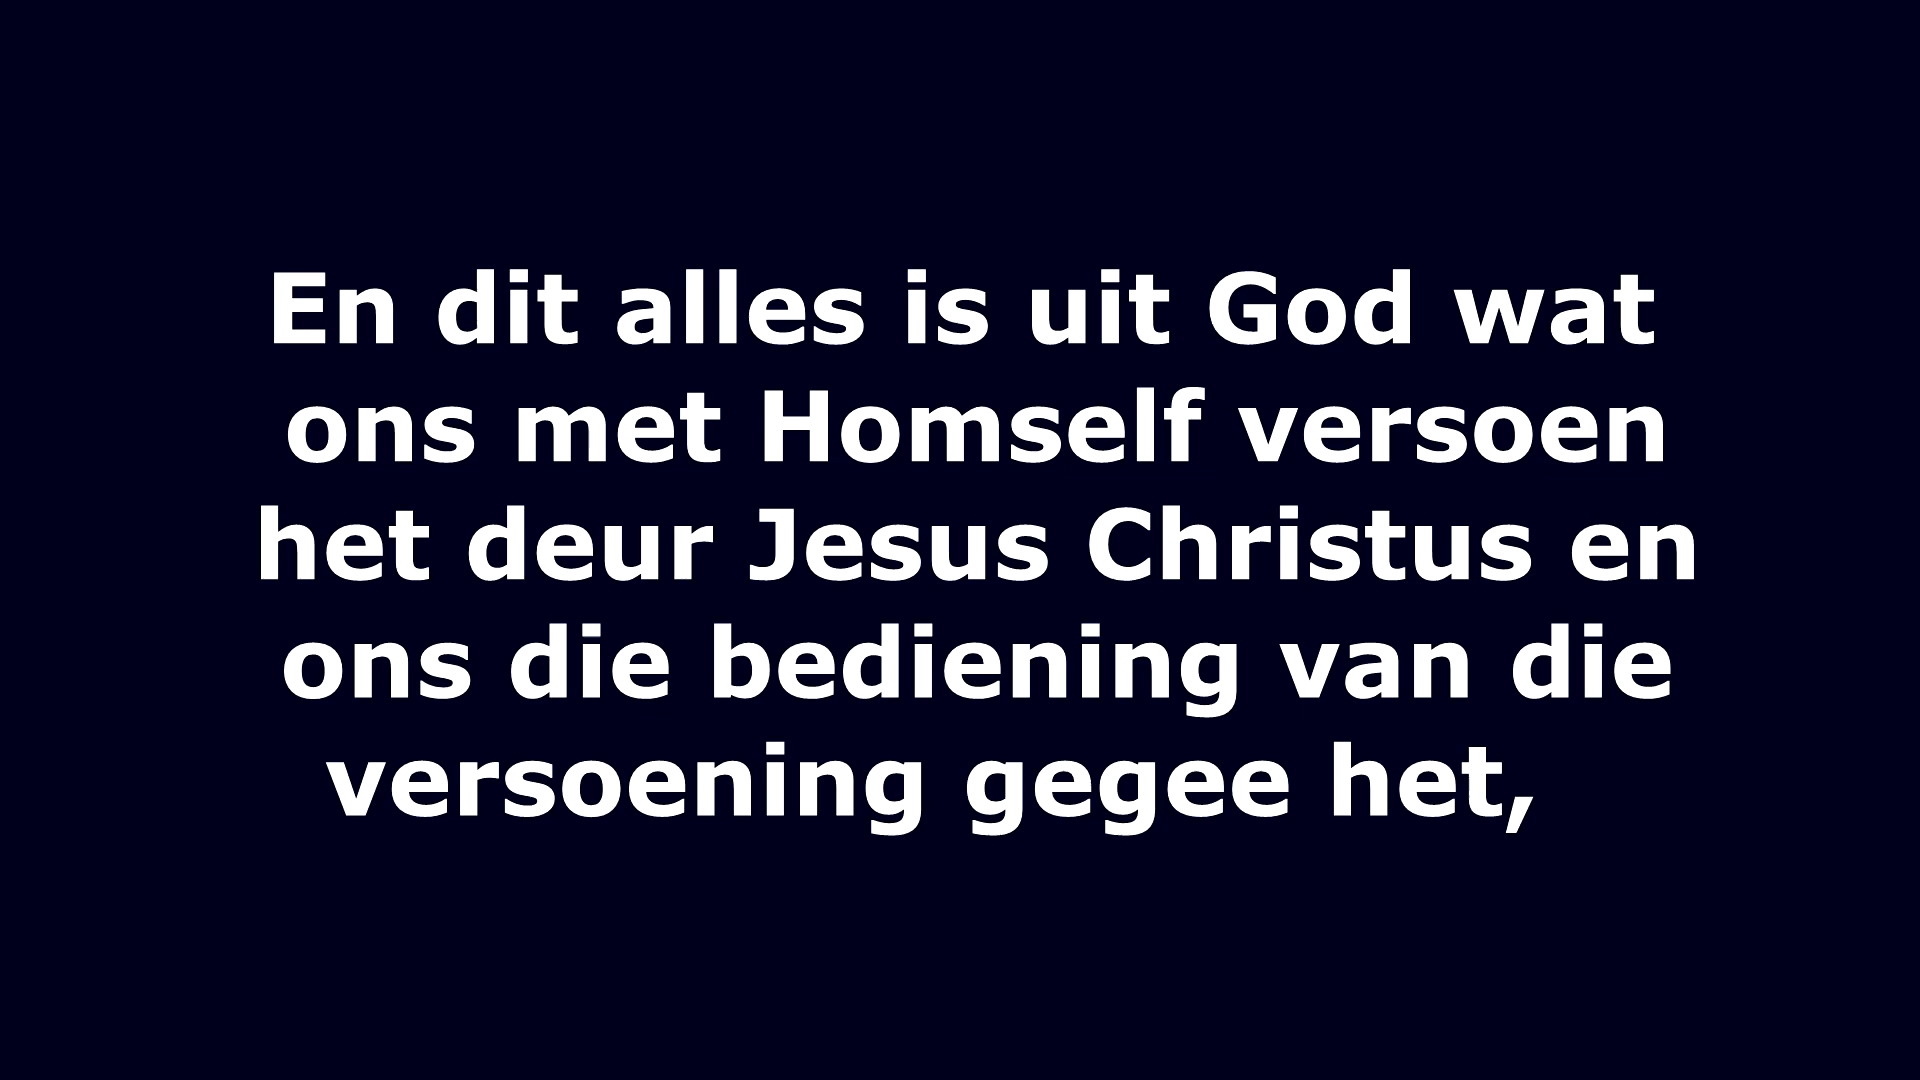 En dit alles is uit God wat
ons met Homself versoen
het deur Jesus Christus en
ons die bediening van die
versoening gegee het,